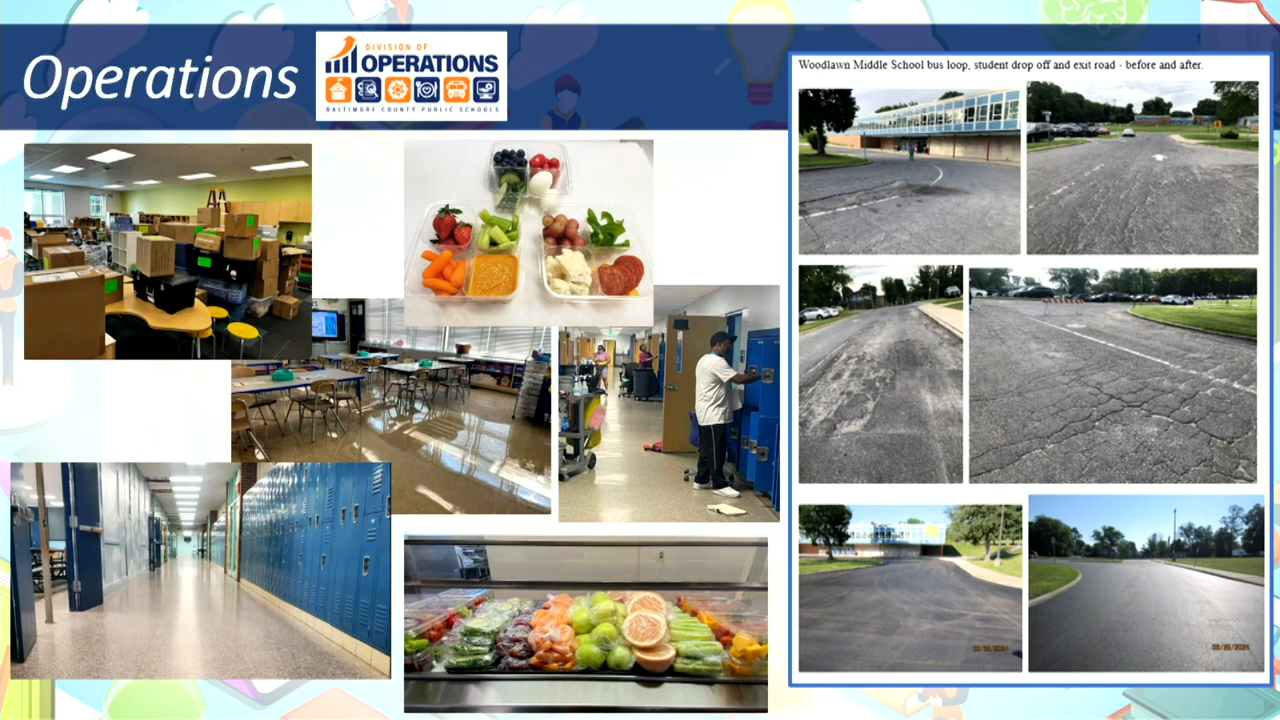 Operations
DIVISION OF
OPERATIONS
BALTIMORE COUNTY PUBLIC SCHOOLS
Woodlawn Middle School bus loop, student drop off and exit road - before and after.